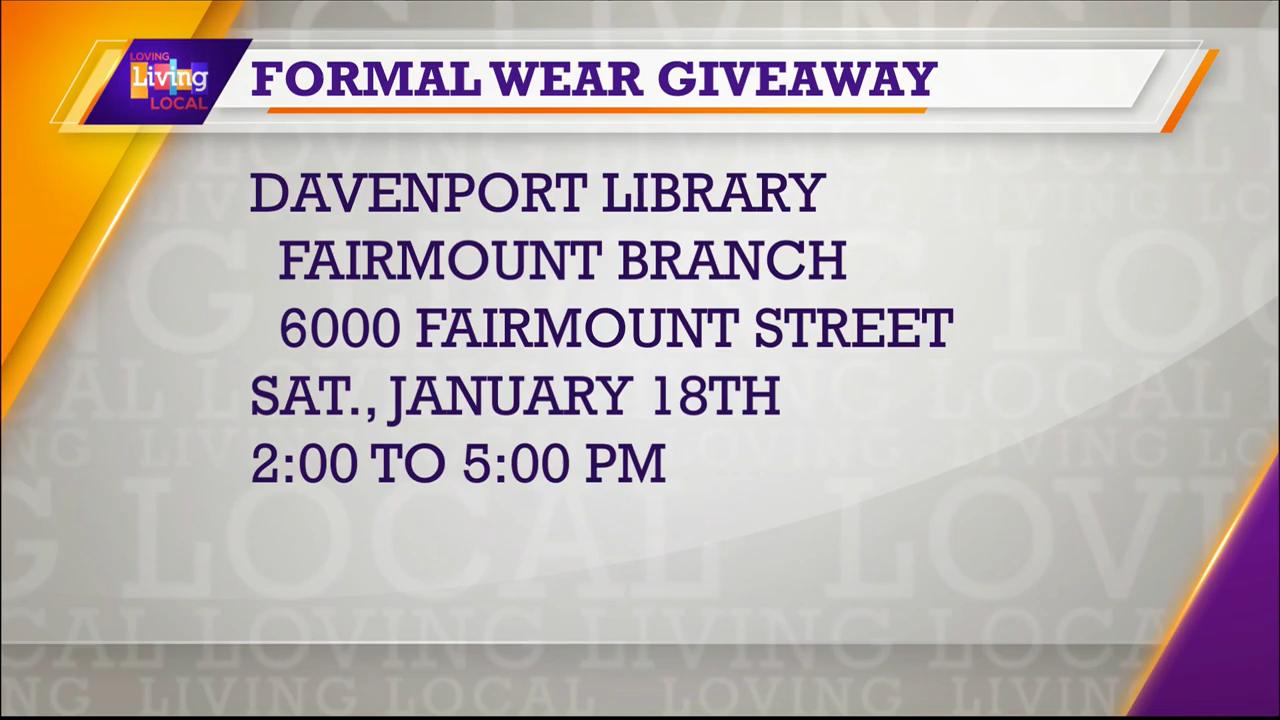 LOVING
Living
LOCAL
FORMAL WEAR GIVEAWAY
DAVENPORT LIBRARY
FAIRMOUNT BRANCH
6000 FAIRMOUNT STREET
SAT., JANUARY 18TH
2:00 TO 5:00 PM